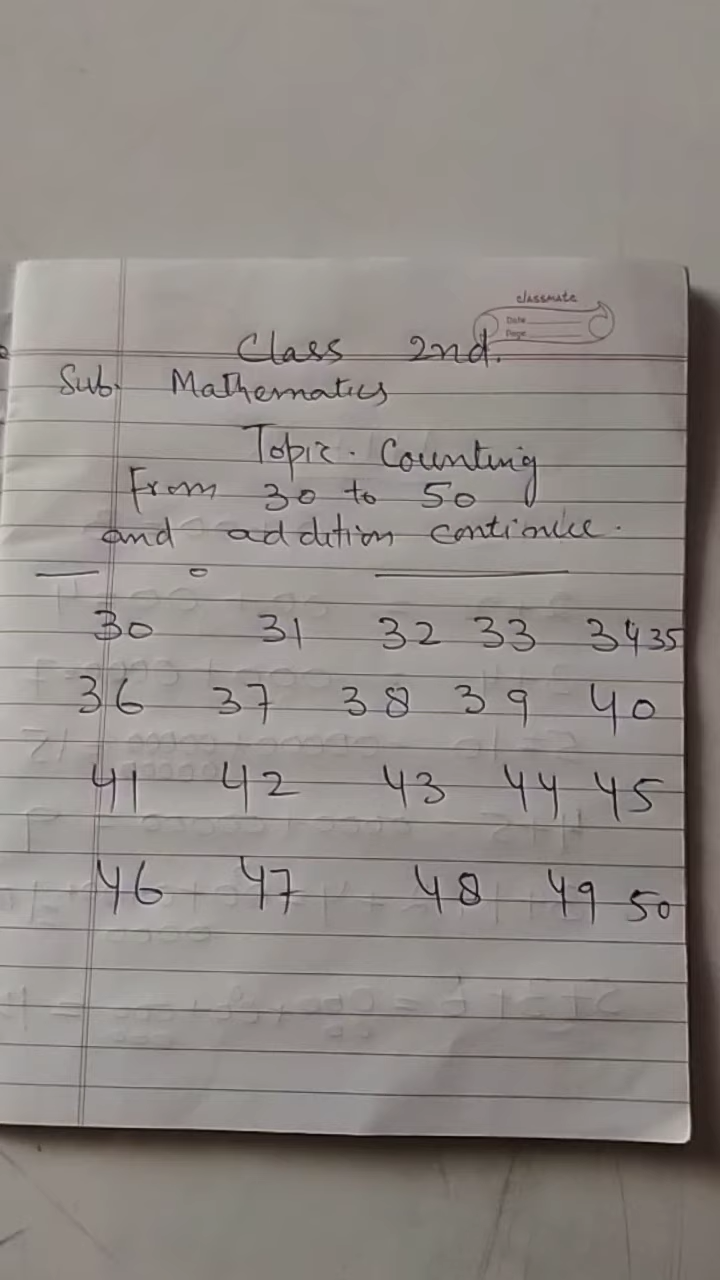 classmate
Date
Page
Class 2nd.
Sub. Mathematics
Topic. Counting
From 30 to 50
and addition continue.
30 31 32 33 34 35
36 37 38 39 40
41 42 43 44 45
46 47 48 49 50